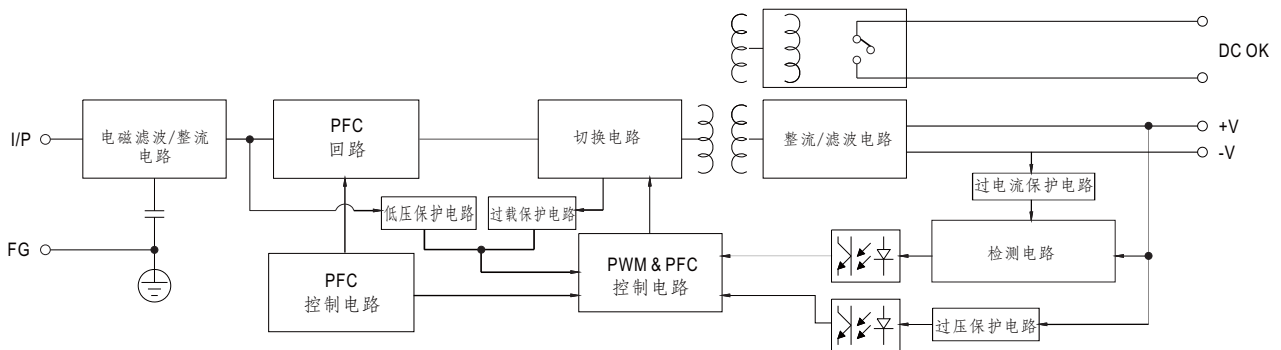 DC OK
I/P
电磁滤波/整流
电路
PFC
回路
切换电路
整流/滤波电路
+V
-V
过电流保护电路
低压保护电路
过载保护电路
FG
PFC
控制电路
PWM & PFC
控制电路
检测电路
过压保护电路